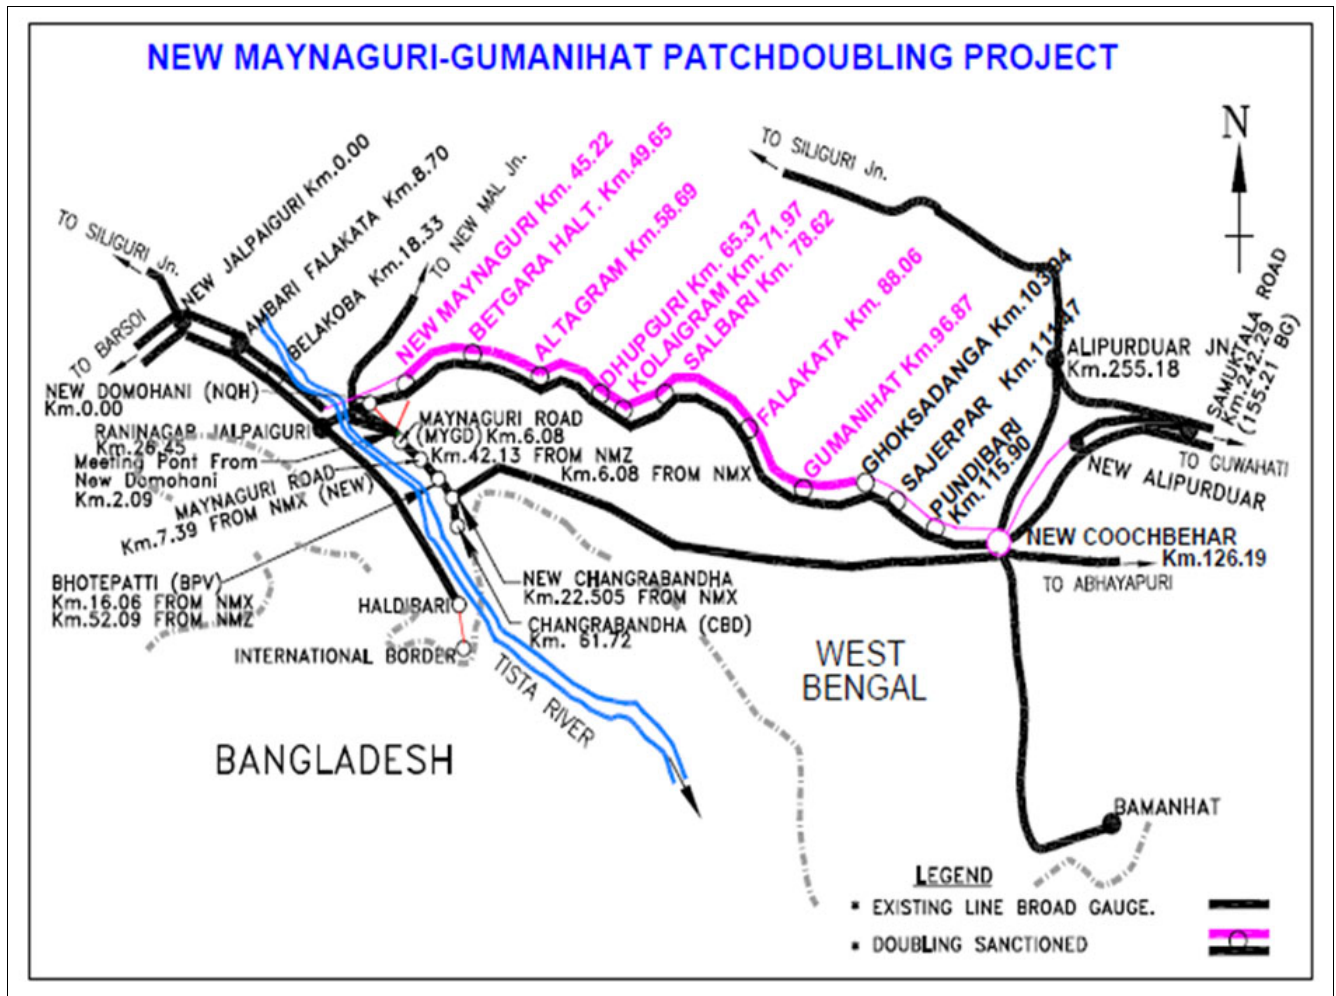 NEW MAYNAGURI-GUMANIHAT PATCHDOUBLING PROJECT
N
TO SILIGURI Jn.
NEW JALPAIGURI Km.0.00
AMBARI FALAKATA Km.8.70
BELAKOBA Km.18.33
TO NEW MAL Jn.
NEW MAYNAGURI Km. 45.22
BETGARA HALT. Km.49.65
ALTAGRAM Km.58.69
DHUPGURI Km. 65.37
KOLAIGRAM Km. 71.97
SALBARI Km. 78.62
FALAKATA Km. 88.06
GUMANIHAT Km.96.87
GHOKSADANGA Km.103.94
SAJERPAR Km.111.47
PUNDIBARI
Km.115.90
TO SILIGURI Jn.
ALIPURDUAR JN.
Km.255.18
SAMUKTALA ROAD
Km.242.29
(155.21 BG)
TO GUWAHATI
NEW ALIPURDUAR
NEW COOCHBEHAR
Km.126.19
TO ABHAYAPURI
TO BARSOI
NEW DOMOHANI (NQH)
Km.0.00
RANINAGAR JALPAIGURI
Km.26.45
Meeting Pont From
New Domohani
Km.2.09
MAYNAGURI ROAD
Km.7.39 FROM NMX (NEW)
MAYNAGURI ROAD
(MYGD) Km.6.08
Km.42.13 FROM NMZ
Km.6.08 FROM NMX
BHOTEPATTI (BPV)
Km.16.06 FROM NMX
Km.52.09 FROM NMZ
NEW CHANGRABANDHA
Km.22.505 FROM NMX
CHANGRABANDHA (CBD)
Km. 61.72
HALDIBARI
INTERNATIONAL BORDER
TISTA RIVER
WEST
BENGAL
BANGLADESH
BAMANHAT
LEGEND
* EXISTING LINE BROAD GAUGE.
* DOUBLING SANCTIONED